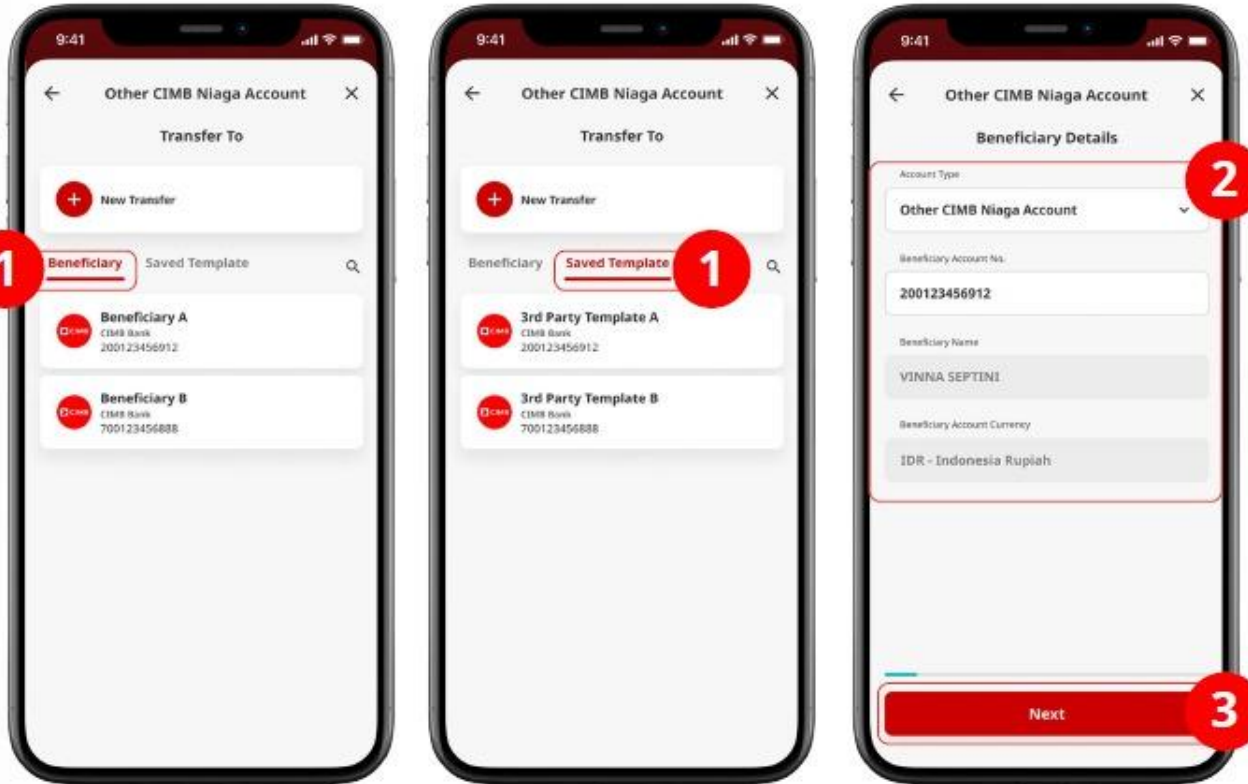 9:41
Other CIMB Niaga Account
Transfer To
New Transfer
1
Beneficiary Saved Template
Beneficiary A
CIMB
CIMB Bank
200123456912
Beneficiary B
CIMB
CIMB Bank
700123456888
9:41
Other CIMB Niaga Account
Transfer To
New Transfer
Beneficiary Saved Template
1
3rd Party Template A
CIMB
CIMB Bank
200123456912
3rd Party Template B
CIMB
CIMB Bank
700123456888
9:41
Other CIMB Niaga Account
Beneficiary Details
2
Account Type
Other CIMB Niaga Account
Beneficiary Account No.
200123456912
Beneficiary Name
VINNA SEPTINI
Beneficiary Account Currency
IDR - Indonesia Rupiah
Next
3